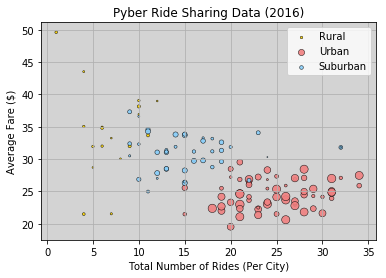 Pyber Ride Sharing Data (2016)
Rural
Urban
Suburban
Average Fare ($)
50
45
40
35
30
25
20
0
5
10
15
20
25
30
35
Total Number of Rides (Per City)